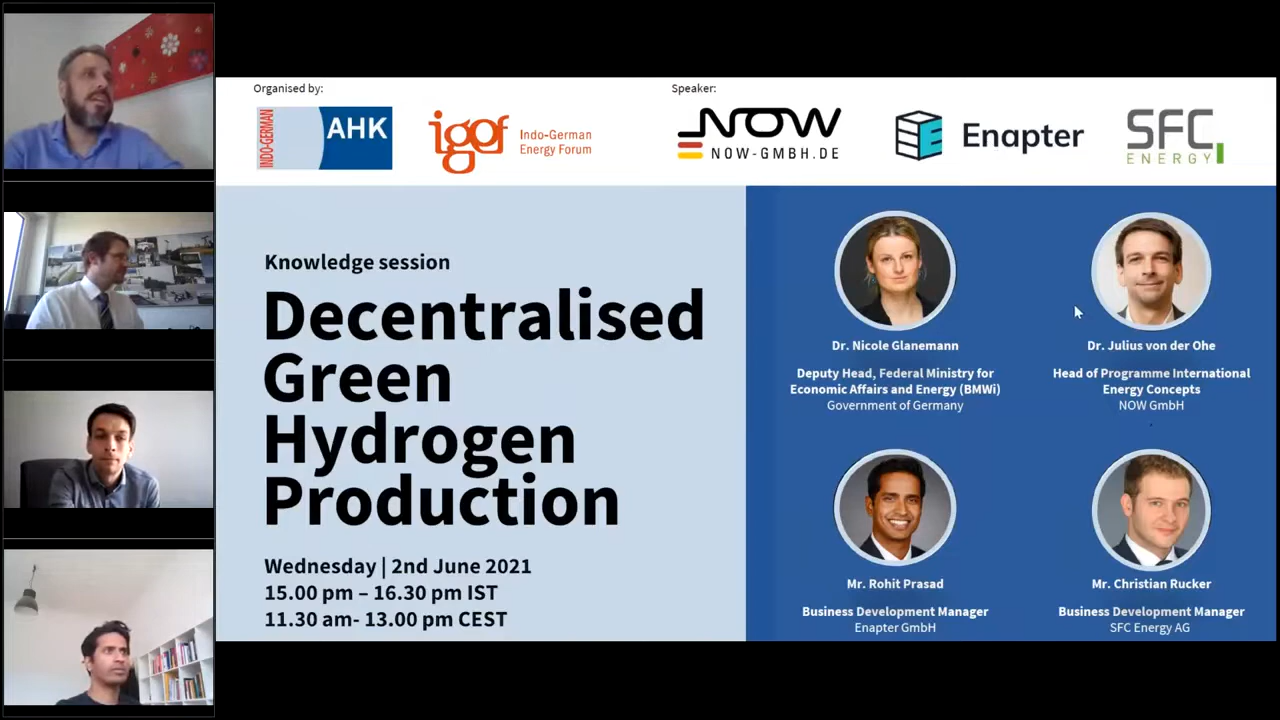 Organised by:
INDO-GERMAN
AHK
igef
Indo-German
Energy Forum
Speaker:
NOW
NOW-GMBH.DE
Enapter
SFC
ENERGY
Knowledge session
Decentralised
Green
Hydrogen
Production
Wednesday | 2nd June 2021
15.00 pm – 16.30 pm IST
11.30 am- 13.00 pm CEST
Dr. Nicole Glanemann
Deputy Head, Federal Ministry for
Economic Affairs and Energy (BMWi)
Government of Germany
Dr. Julius von der Ohe
Head of Programme International
Energy Concepts
NOW GmbH
Mr. Rohit Prasad
Business Development Manager
Enapter GmbH
Mr. Christian Rucker
Business Development Manager
SFC Energy AG